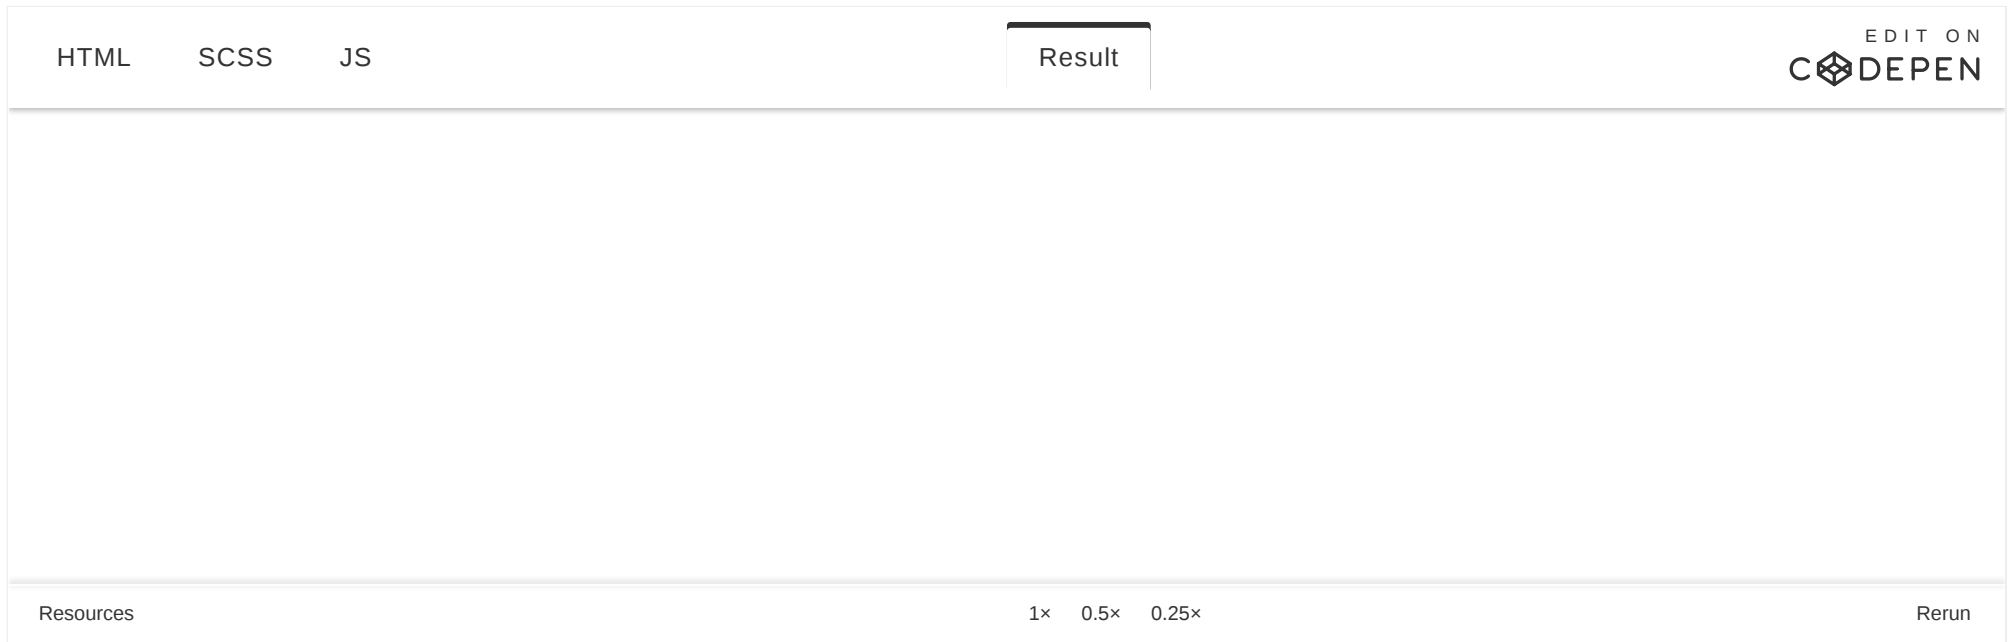 HTML SCSS JS Result EDIT ON
CODEPEN
Resources 1× 0.5× 0.25× Rerun